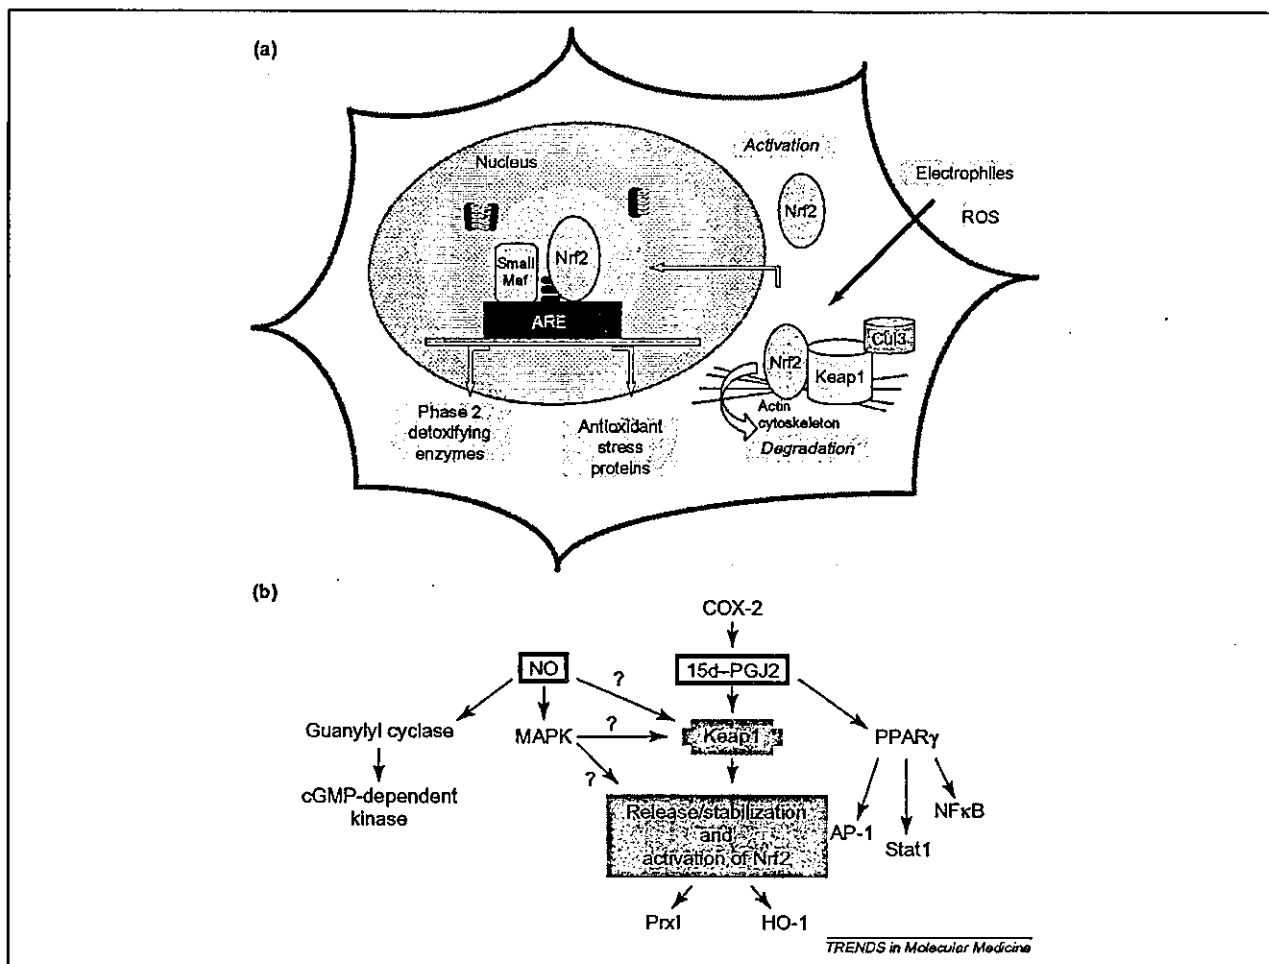 (a)
Nucleus
Activation
Electrophiles
ROS
Nrf2
Small
Maf
Nrf2
ARE
Nrf2
Keap1
Cul3
Actin
cytoskeleton
Degradation
Phase 2
detoxifying
enzymes
Antioxidant
stress
proteins
(b)
COX-2
NO
?
15d–PGJ2
Guanylyl cyclase
MAPK
?
Keap1
PPARγ
cGMP-dependent
kinase
?
Release/stabilization
and
activation of Nrf2
AP-1
Stat1
NFκB
PrxI
HO-1
TRENDS in Molecular Medicine